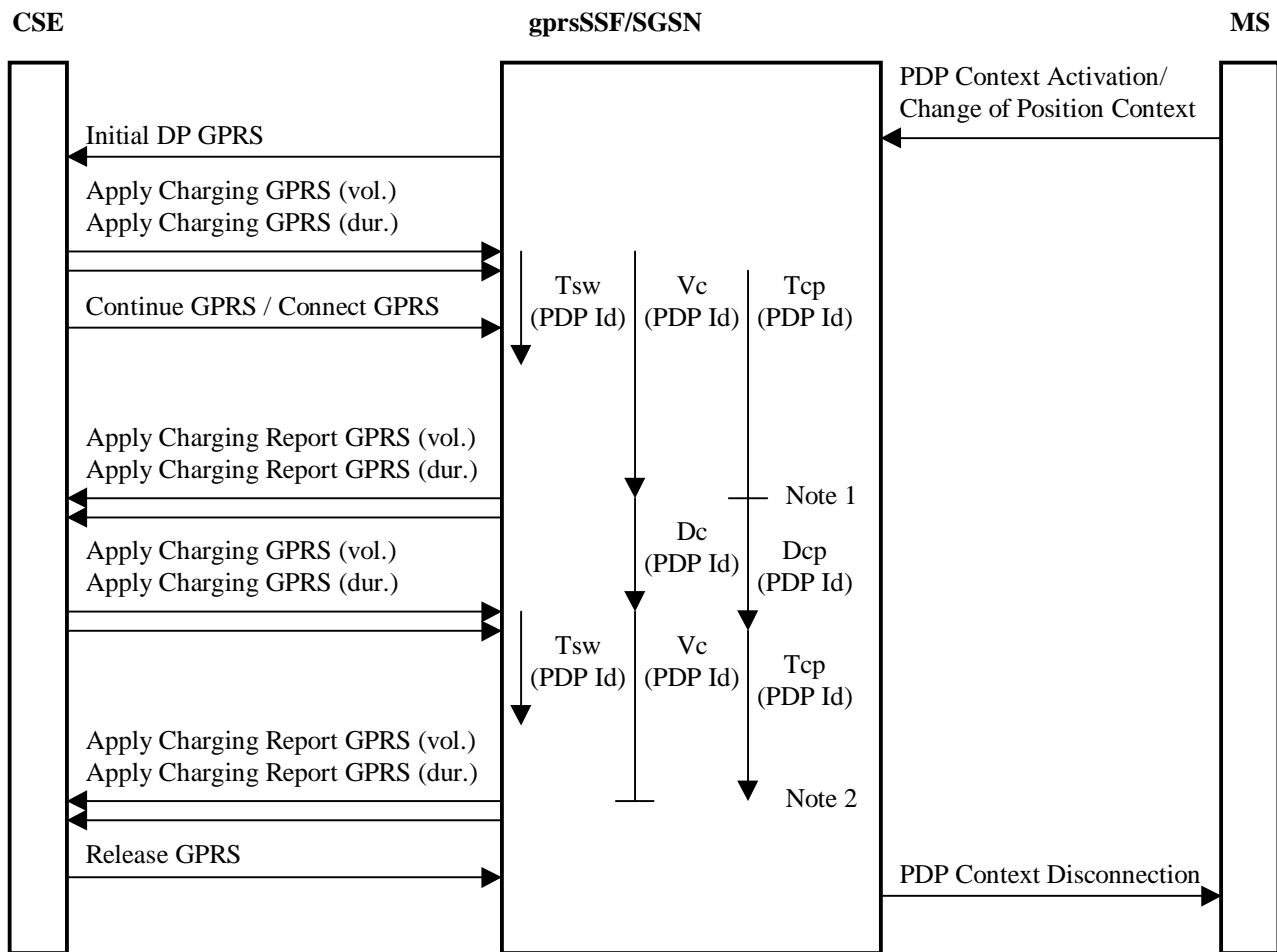 CSE
gprsSSF/SGSN
MS
PDP Context Activation/
Change of Position Context
Initial DP GPRS
Apply Charging GPRS (vol.)
Apply Charging GPRS (dur.)
Tsw
(PDP Id)
Vc
(PDP Id)
Tcp
(PDP Id)
Continue GPRS / Connect GPRS
Apply Charging Report GPRS (vol.)
Apply Charging Report GPRS (dur.)
Note 1
Dc
(PDP Id)
Dcp
(PDP Id)
Apply Charging GPRS (vol.)
Apply Charging GPRS (dur.)
Tsw
(PDP Id)
Vc
(PDP Id)
Tcp
(PDP Id)
Apply Charging Report GPRS (vol.)
Apply Charging Report GPRS (dur.)
Note 2
Release GPRS
PDP Context Disconnection